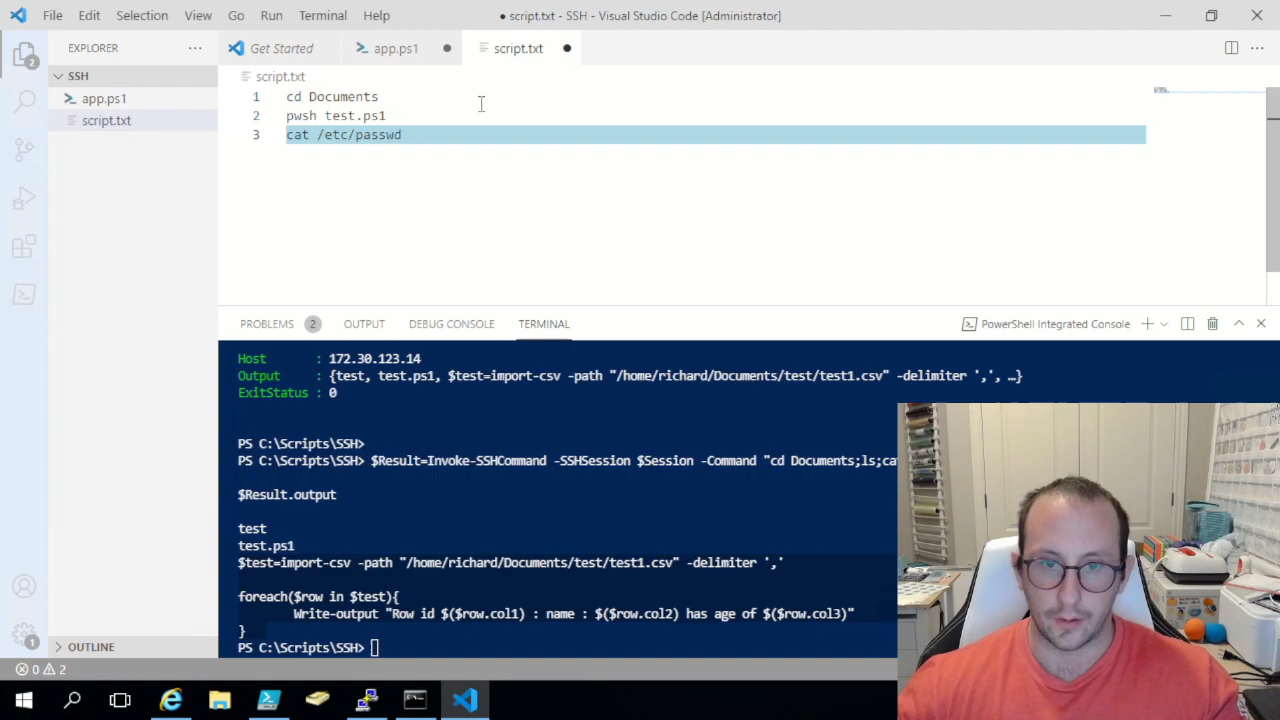 File Edit Selection View Go Run Terminal Help ● script.txt - SSH - Visual Studio Code [Administrator]
EXPLORER ... Get Started app.ps1 ● script.txt ● ...
SSH script.txt
app.ps1
script.txt
1 cd Documents
2 pwsh test.ps1
3 cat /etc/passwd
2
PROBLEMS 2 OUTPUT DEBUG CONSOLE TERMINAL PowerShell Integrated Console
Host : 172.30.123.14
Output : {test, test.ps1, $test=import-csv -path "/home/richard/Documents/test/test1.csv" -delimiter ',', …}
ExitStatus : 0
PS C:\Scripts\SSH>
PS C:\Scripts\SSH> $Result=Invoke-SSHCommand -SSHSession $Session -Command "cd Documents;ls;ca
$Result.output
test
test.ps1
$test=import-csv -path "/home/richard/Documents/test/test1.csv" -delimiter ','
foreach($row in $test){
Write-output "Row id $($row.col1) : name : $($row.col2) has age of $($row.col3)"
}
PS C:\Scripts\SSH>
1
OUTLINE
0 2